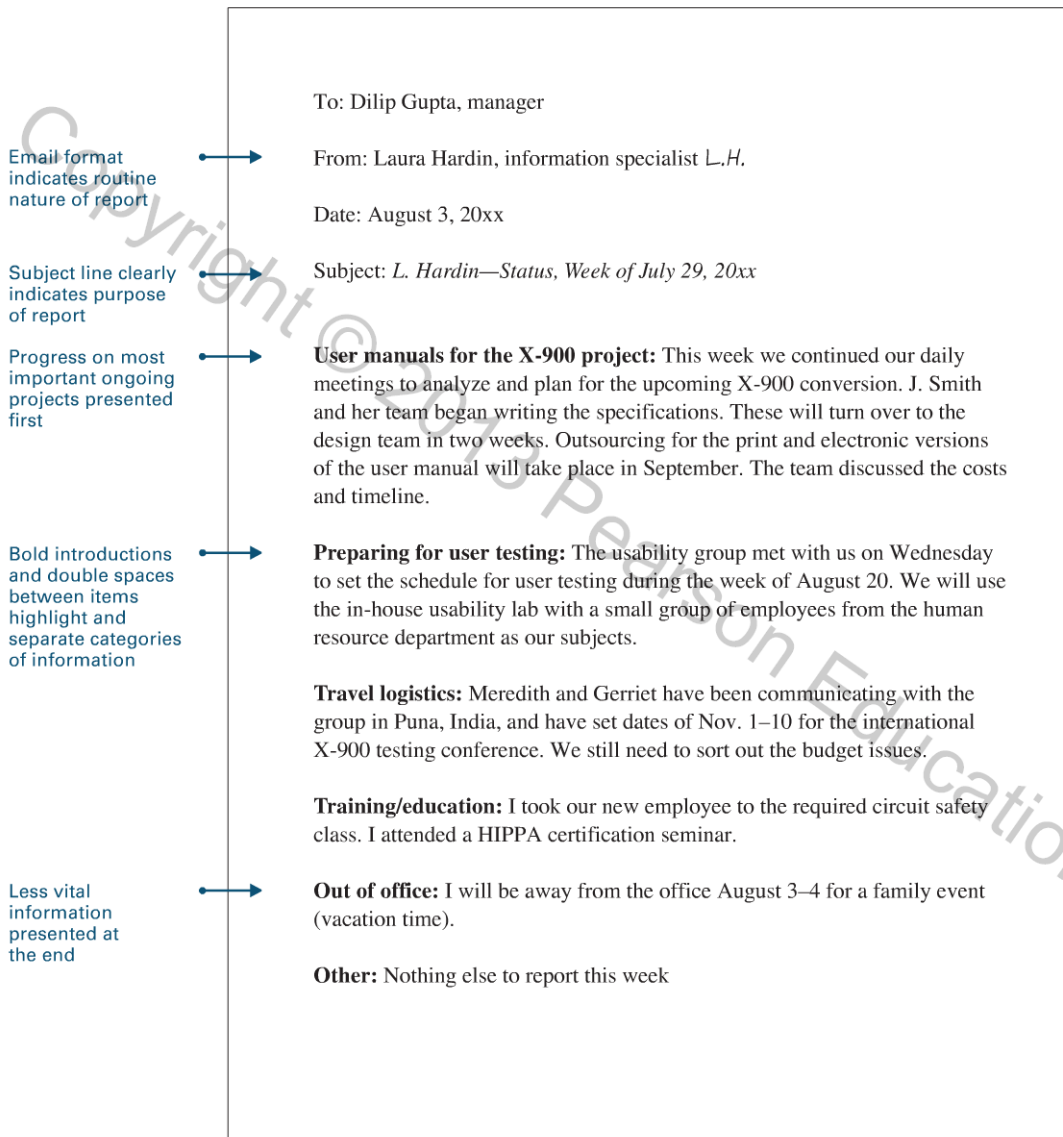 To: Dilip Gupta, manager
Email format
indicates routine
nature of report
From: Laura Hardin, information specialist L.H.
Date: August 3, 20xx
Subject line clearly
indicates purpose
of report
Subject: L. Hardin—Status, Week of July 29, 20xx
Progress on most
important ongoing
projects presented
first
User manuals for the X-900 project: This week we continued our daily
meetings to analyze and plan for the upcoming X-900 conversion. J. Smith
and her team began writing the specifications. These will turn over to the
design team in two weeks. Outsourcing for the print and electronic versions
of the user manual will take place in September. The team discussed the costs
and timeline.
Bold introductions
and double spaces
between items
highlight and
separate categories
of information
Preparing for user testing: The usability group met with us on Wednesday
to set the schedule for user testing during the week of August 20. We will use
the in-house usability lab with a small group of employees from the human
resource department as our subjects.
Travel logistics: Meredith and Gerriet have been communicating with the
group in Puna, India, and have set dates of Nov. 1–10 for the international
X-900 testing conference. We still need to sort out the budget issues.
Training/education: I took our new employee to the required circuit safety
class. I attended a HIPPA certification seminar.
Less vital
information
presented at
the end
Out of office: I will be away from the office August 3–4 for a family event
(vacation time).
Other: Nothing else to report this week
Copyright © 2013 Pearson Education